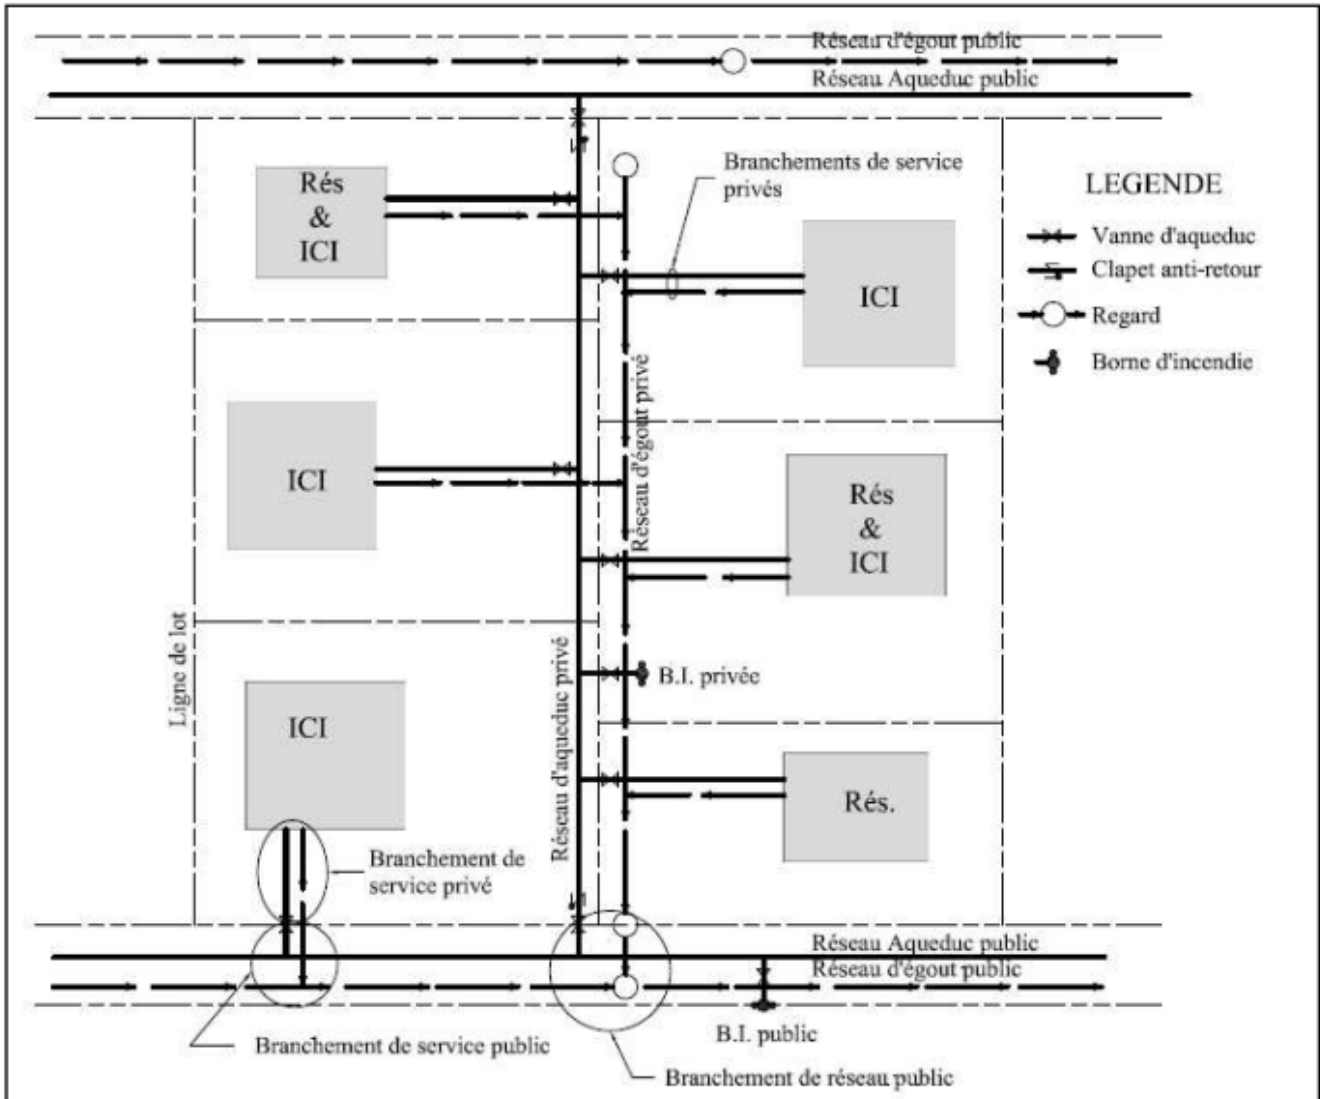 Réseau d'égout public
Réseau Aqueduc public
Rés
&
ICI
Branchements de service
privés
LEGENDE
Vanne d'aqueduc
Clapet anti-retour
Regard
Borne d'incendie
ICI
Réseau d'égout privé
ICI
Rés
&
ICI
Ligne de lot
Réseau d'aqueduc privé
B.I. privée
ICI
Rés.
Branchement de
service privé
Réseau Aqueduc public
Réseau d'égout public
B.I. public
Branchement de service public
Branchement de réseau public